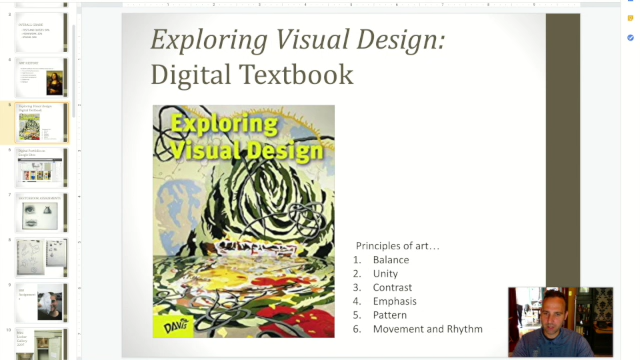 Exploring Visual Design:
Digital Textbook
Exploring
Visual Design
DAVIS
Principles of art…
1. Balance
2. Unity
3. Contrast
4. Emphasis
5. Pattern
6. Movement and Rhythm